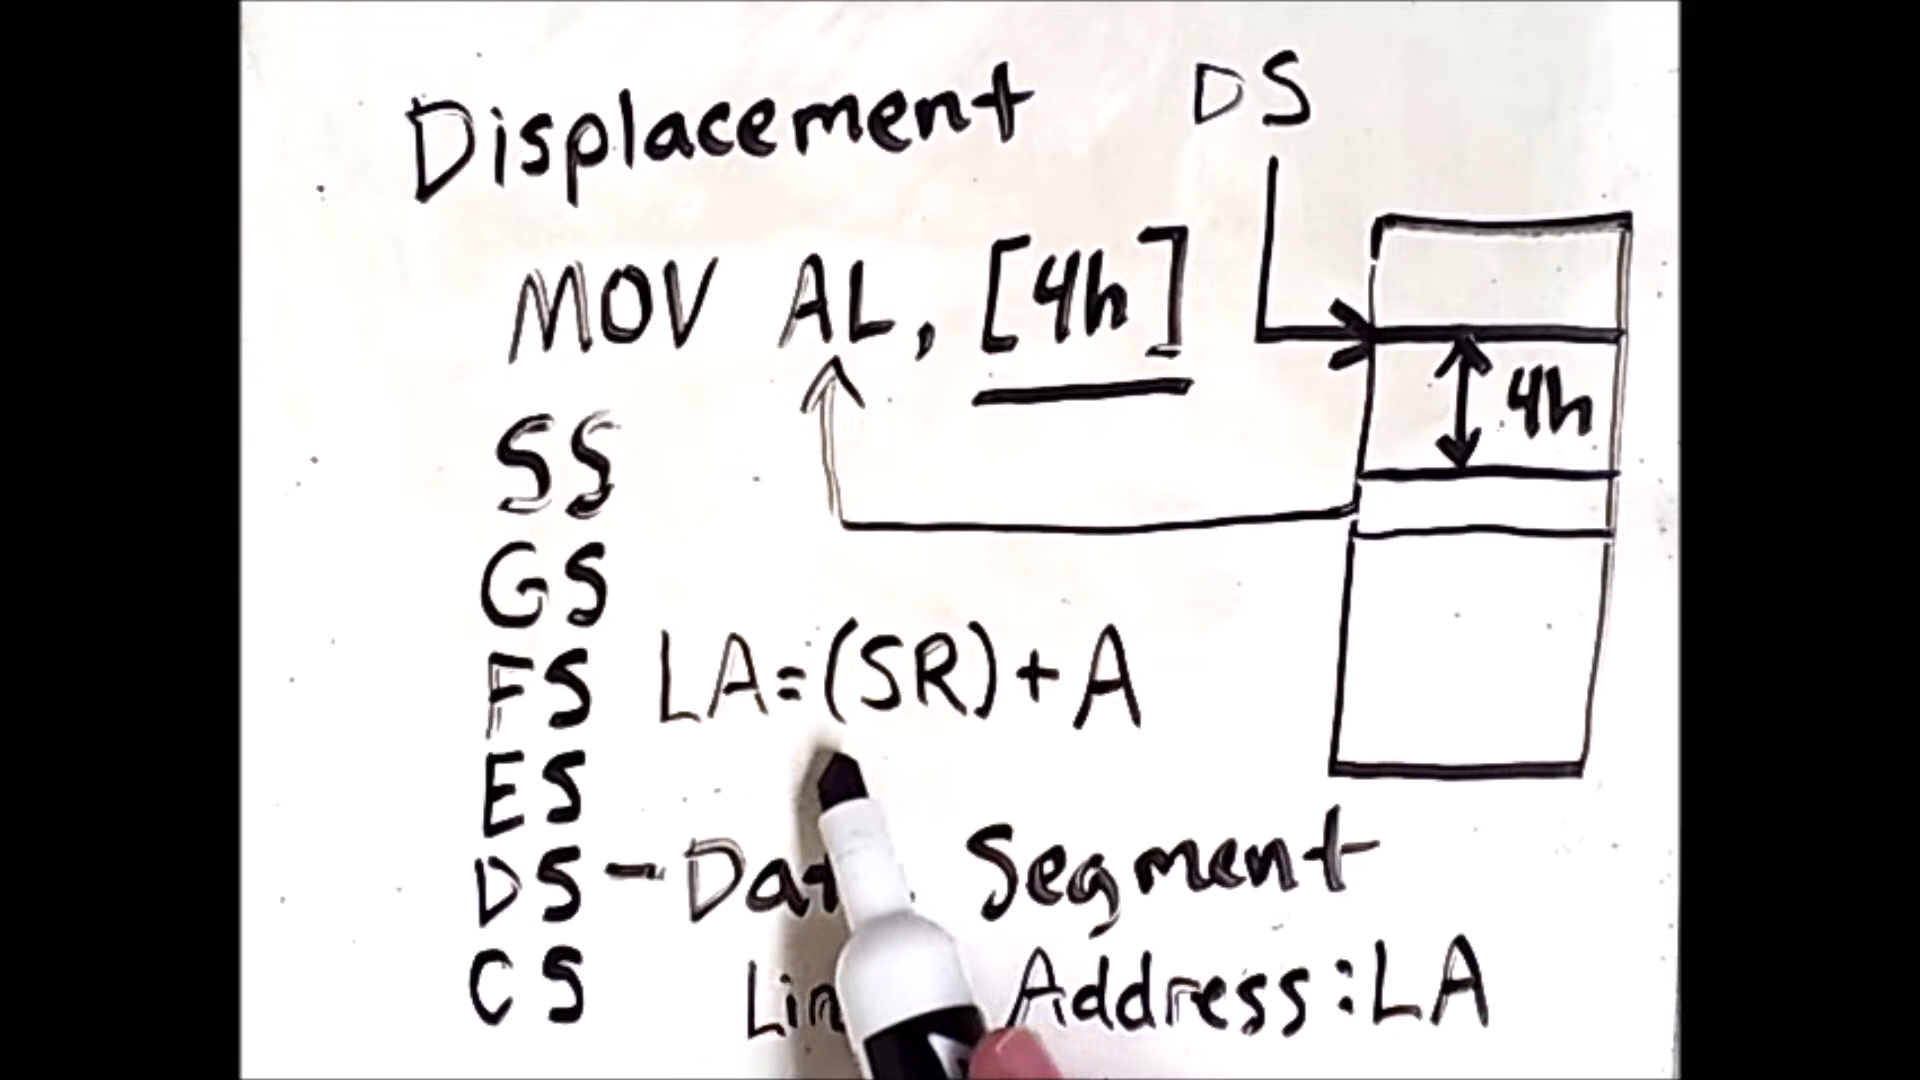 Displacement
DS
MOV AL, [4h]
4h
SS
GS
FS LA=(SR)+A
ES
DS - Segment
CS Address: LA